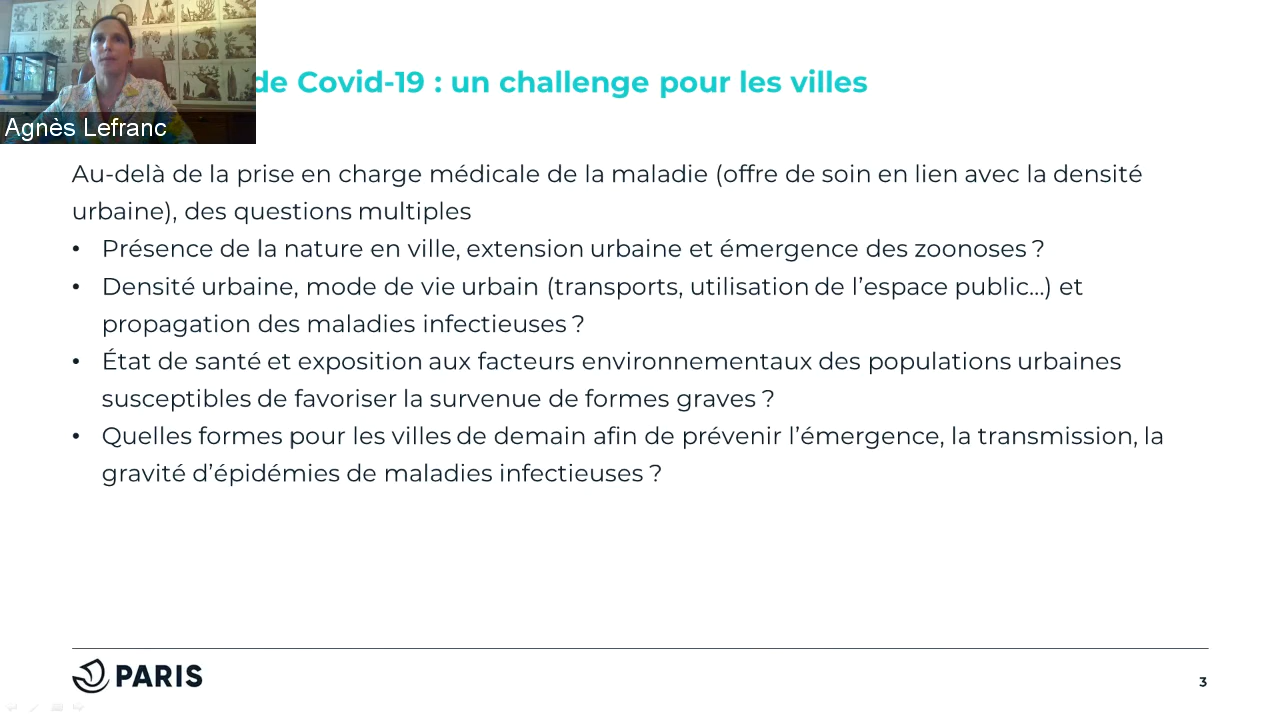 de Covid-19 : un challenge pour les villes
Agnès Lefranc
Au-delà de la prise en charge médicale de la maladie (offre de soin en lien avec la densité
urbaine), des questions multiples
• Présence de la nature en ville, extension urbaine et émergence des zoonoses ?
• Densité urbaine, mode de vie urbain (transports, utilisation de l’espace public…) et
propagation des maladies infectieuses ?
• État de santé et exposition aux facteurs environnementaux des populations urbaines
susceptibles de favoriser la survenue de formes graves ?
• Quelles formes pour les villes de demain afin de prévenir l’émergence, la transmission, la
gravité d’épidémies de maladies infectieuses ?
PARIS
3